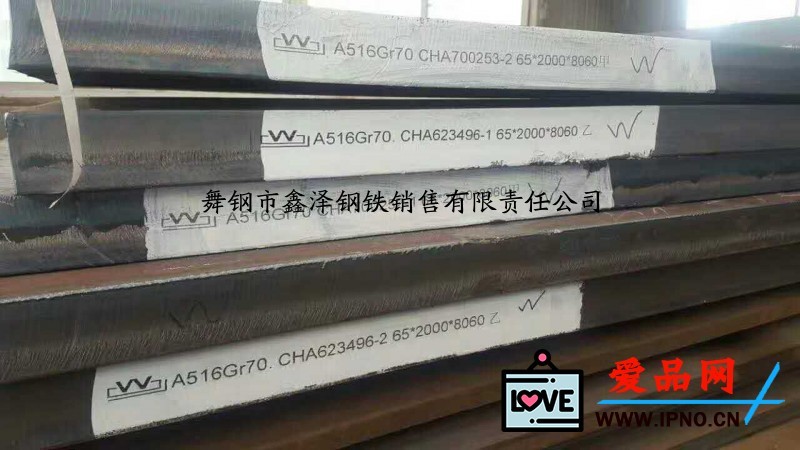 A516Gr70 CHA700253-2 65*2000*8060 甲
A516Gr70. CHA623496-1 65*2000*8060 乙
舞钢市鑫泽钢铁销售有限责任公司
A516Gr70 CHA
A516Gr70. CHA623496-2 65*2000*8060 乙
LOVE
爱品网
WWW.IPNO.CN